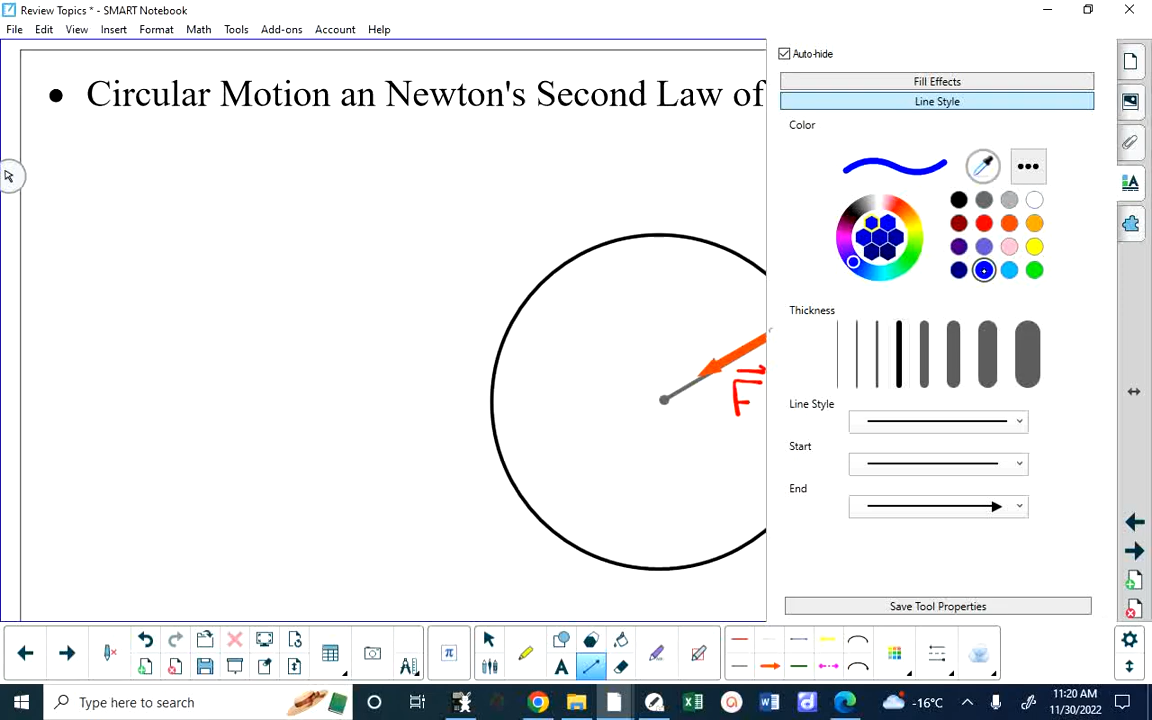 Review Topics * - SMART Notebook
File Edit View Insert Format Math Tools Add-ons Account Help
Auto-hide
• Circular Motion an Newton's Second Law of
Fill Effects
Line Style
Color
Thickness
F
Line Style
Start
End
Save Tool Properties
A
π
A
Type here to search
-16°C
11:20 AM
11/30/2022